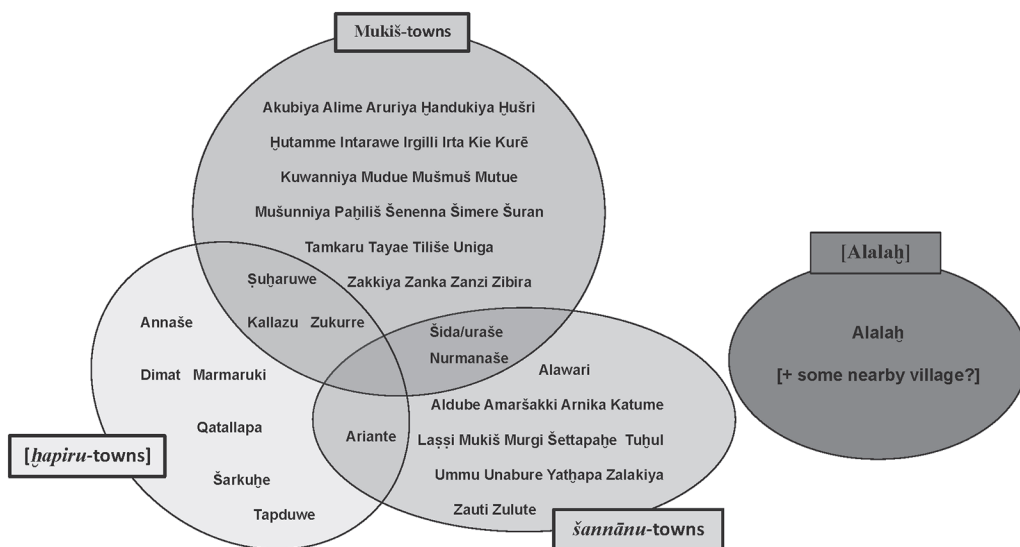 Mukiš-towns
Akubiya Alime Aruriya Ḫandukiya Ḫušri
Ḫutamme Intarawe Irgilli Irta Kie Kurē
Kuwanniya Mudue Mušmuš Mutue
Mušunniya Paḫiliš Šenenna Šimere Šuran
Tamkaru Tayae Tiliše Uniga
Ṣuḫaruwe Zakkiya Zanka Zanzi Zibira
Annaše Kallazu Zukurre
Šida/uraše
Nurmanaše
Dimat Marmaruki
Qatallapa
Šarkuḫe
Tapduwe
[ḫapiru-towns]
Ariante
Alawari
Aldube Amaršakki Arnika Katume
Laṣṣi Mukiš Murgi Šettapaḫe Tuḫul
Ummu Unabure Yatḫapa Zalakiya
Zauti Zulute
šannānu-towns
[Alalaḫ]
Alalaḫ
[+ some nearby village?]